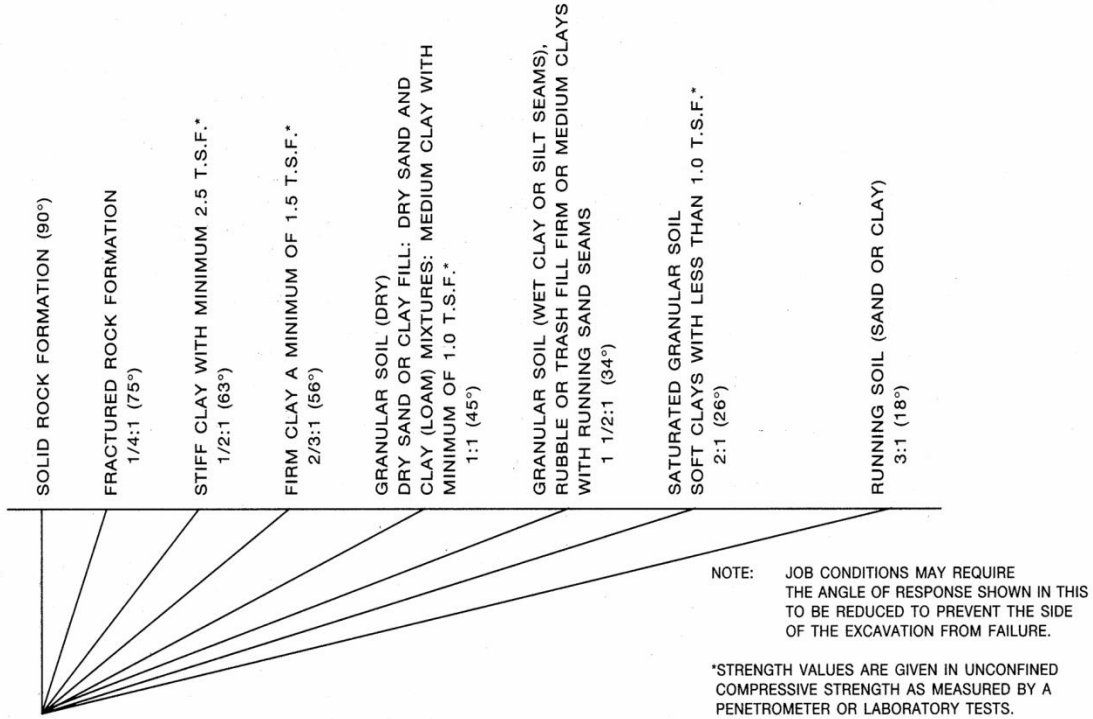 SOLID ROCK FORMATION (90°)
FRACTURED ROCK FORMATION
1/4:1 (75°)
STIFF CLAY WITH MINIMUM 2.5 T.S.F.*
1/2:1 (63°)
FIRM CLAY A MINIMUM OF 1.5 T.S.F.*
2/3:1 (56°)
GRANULAR SOIL (DRY)
DRY SAND OR CLAY FILL: DRY SAND AND
CLAY (LOAM) MIXTURES: MEDIUM CLAY WITH
MINIMUM OF 1.0 T.S.F.*
1:1 (45°)
GRANULAR SOIL (WET CLAY OR SILT SEAMS),
RUBBLE OR TRASH FILL FIRM OR MEDIUM CLAYS
WITH RUNNING SAND SEAMS
1 1/2:1 (34°)
SATURATED GRANULAR SOIL
SOFT CLAYS WITH LESS THAN 1.0 T.S.F.*
2:1 (26°)
RUNNING SOIL (SAND OR CLAY)
3:1 (18°)
NOTE: JOB CONDITIONS MAY REQUIRE
THE ANGLE OF RESPONSE SHOWN IN THIS
TO BE REDUCED TO PREVENT THE SIDE
OF THE EXCAVATION FROM FAILURE.
*STRENGTH VALUES ARE GIVEN IN UNCONFINED
COMPRESSIVE STRENGTH AS MEASURED BY A
PENETROMETER OR LABORATORY TESTS.